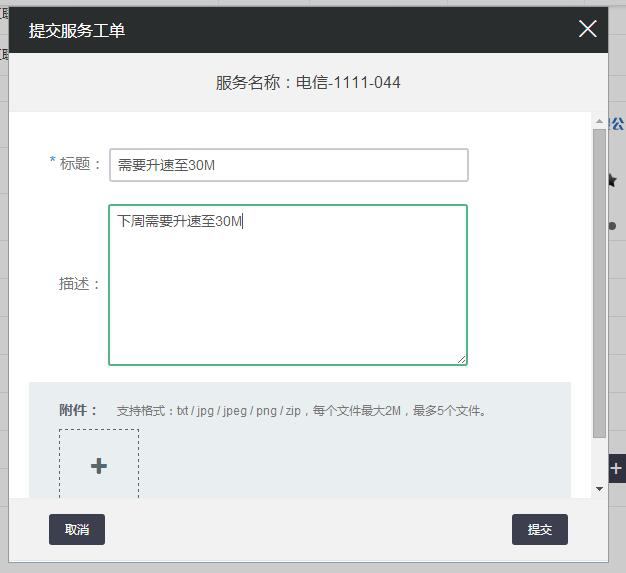 提交服务工单
服务名称：电信-1111-044
* 标题：
需要升速至30M
下周需要升速至30M
描述：
附件： 支持格式：txt / jpg / jpeg / png / zip，每个文件最大2M，最多5个文件。
取消
提交
公